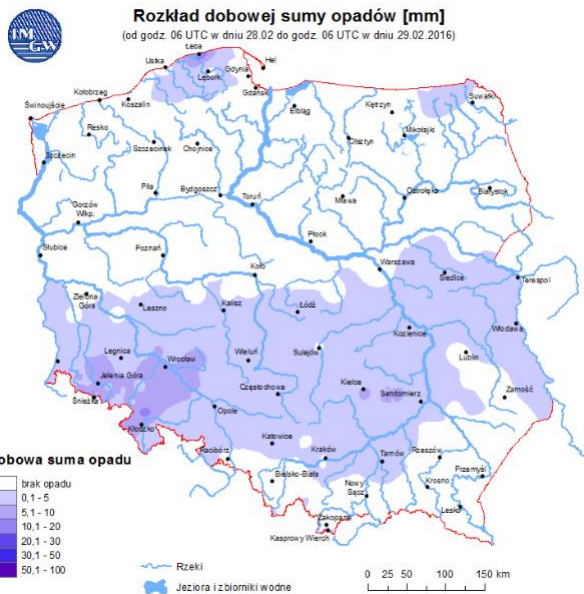 IM
GW
Rozkład dobowej sumy opadów [mm]
(od godz. 06 UTC w dniu 28.02 do godz. 06 UTC w dniu 29.02.2016)
Łeba
Ustka
Hel
Gdynia
Lębork
Gdańsk
Kołobrzeg
Koszalin
Świnoujście
Elbląg
Kętrzyn
Suwałki
Resko
Mikołajki
Szczecinek
Chojnice
Olsztyn
Szczecin
Piła
Bydgoszcz
Toruń
Mława
Ostrołęka
Białystok
Gorzów
Wlkp.
Płock
Słubice
Poznań
Koło
Warszawa
Siedlce
Terespol
Zielona
Góra
Leszno
Kalisz
Łódź
Kozienice
Włodawa
Legnica
Wrocław
Wieluń
Sulejów
Lublin
Jelenia Góra
Śnieżka
Częstochowa
Kielce
Sandomierz
Zamość
Kłodzko
Opole
Katowice
Racibórz
Kraków
Tarnów
Rzeszów
Bielsko-Biała
Nowy
Sącz
Krosno
Przemyśl
Lesko
Zakopane
Kasprowy Wierch
obowa suma opadu
brak opadu
0,1 - 5
5,1 - 10
10,1 - 20
20,1 - 30
30,1 - 50
50,1 - 100
Rzeki
Jeziora i zbiorniki wodne
0 25 50 100 150 km